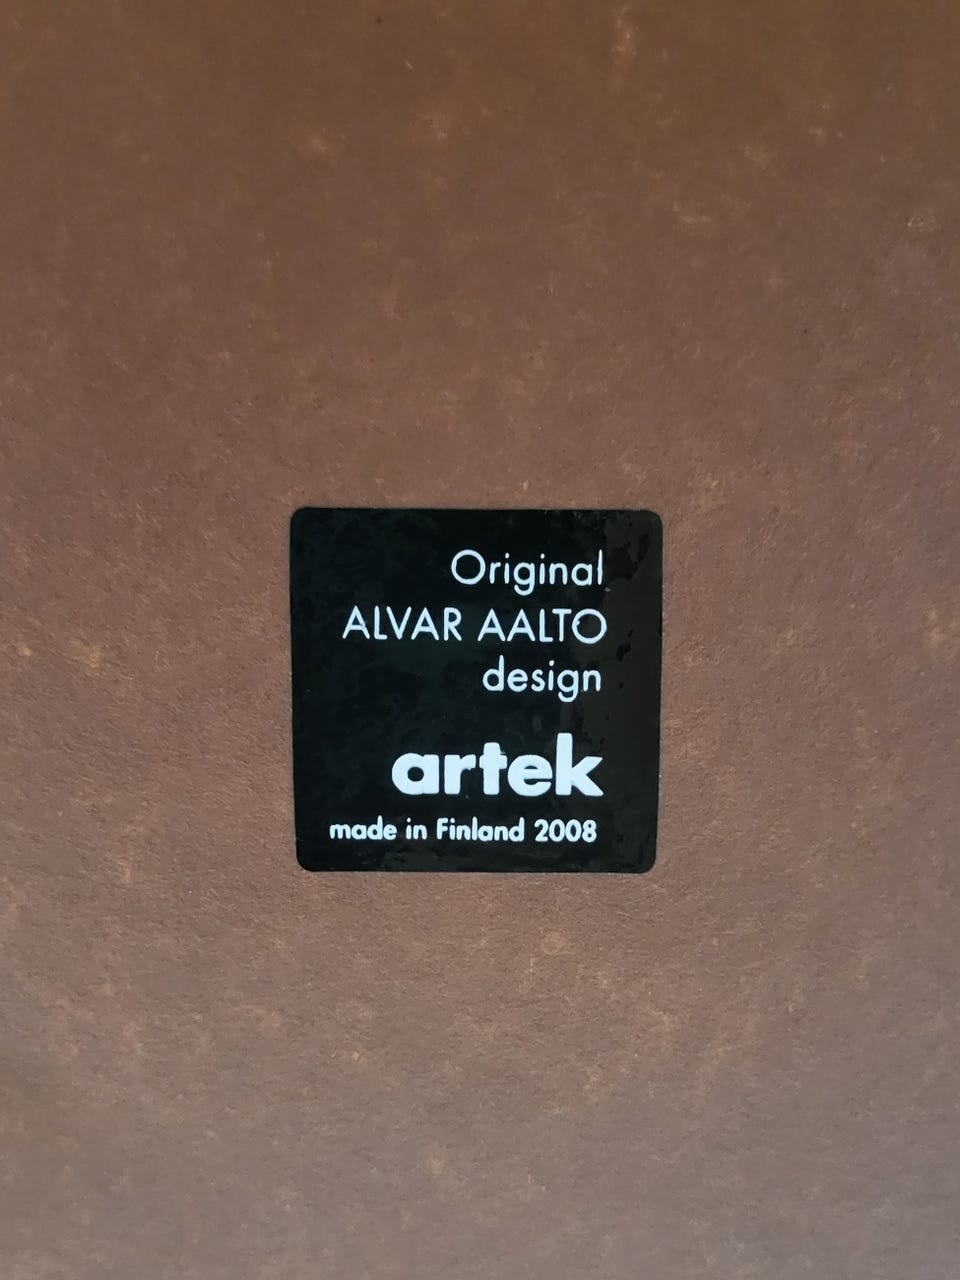 Original
ALVAR AALTO
design
artek
made in Finland 2008